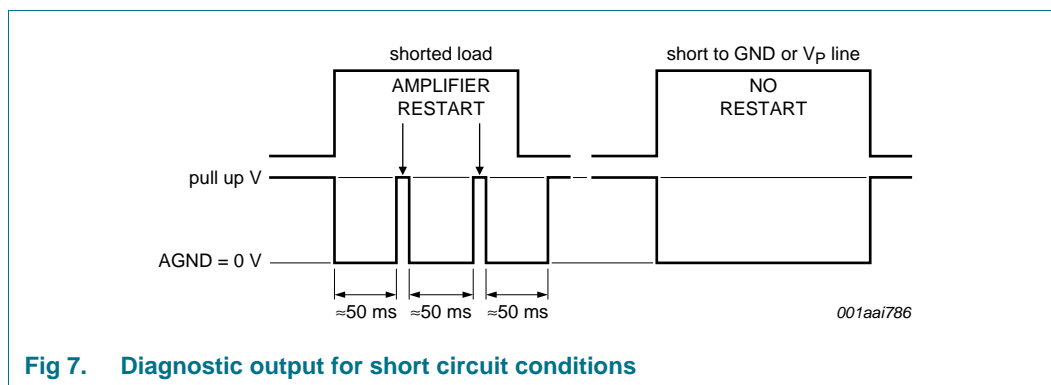 shorted load
short to GND or VP line
AMPLIFIER
RESTART
NO
RESTART
pull up V
AGND = 0 V
≈50 ms
≈50 ms
≈50 ms
001aai786
Fig 7. Diagnostic output for short circuit conditions